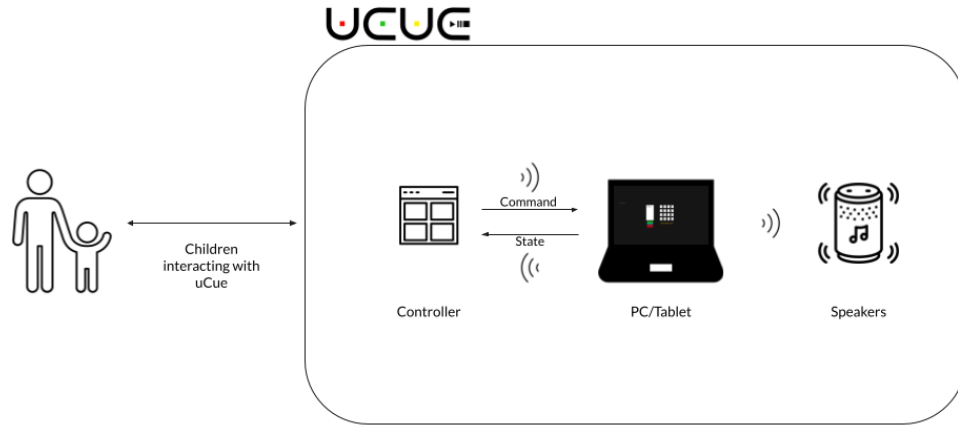 uCUE
Command
State
Children
interacting with
uCue
Controller
PC/Tablet
Speakers